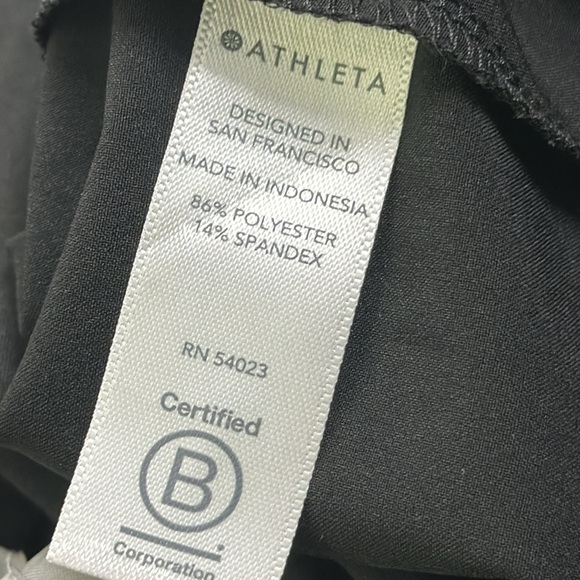 ATHLETA
DESIGNED IN
SAN FRANCISCO
MADE IN INDONESIA
86% POLYESTER
14% SPANDEX
RN 54023
Certified
B
Corporation